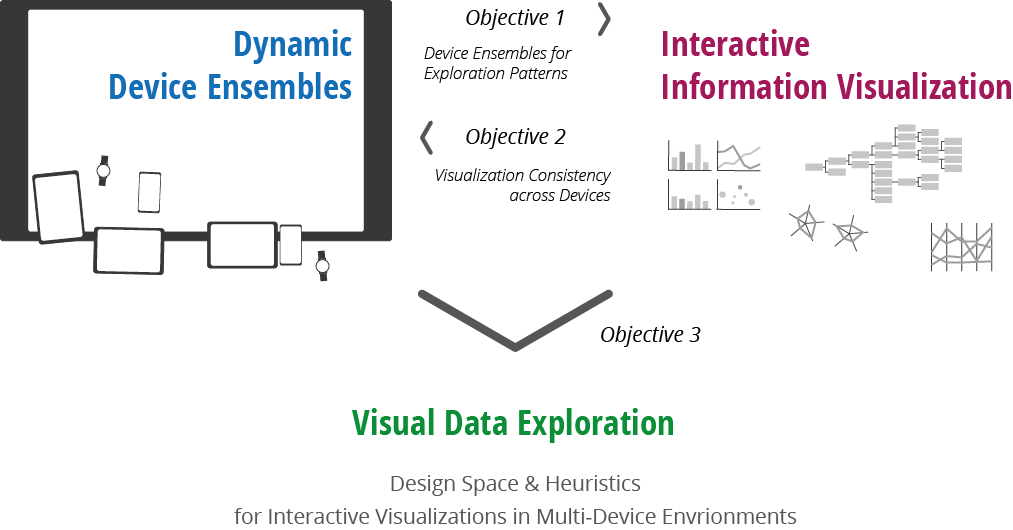 Dynamic
Device Ensembles
Objective 1
Device Ensembles for
Exploration Patterns
Objective 2
Visualization Consistency
across Devices
Interactive
Information Visualization
Objective 3
Visual Data Exploration
Design Space & Heuristics
for Interactive Visualizations in Multi-Device Envrionments